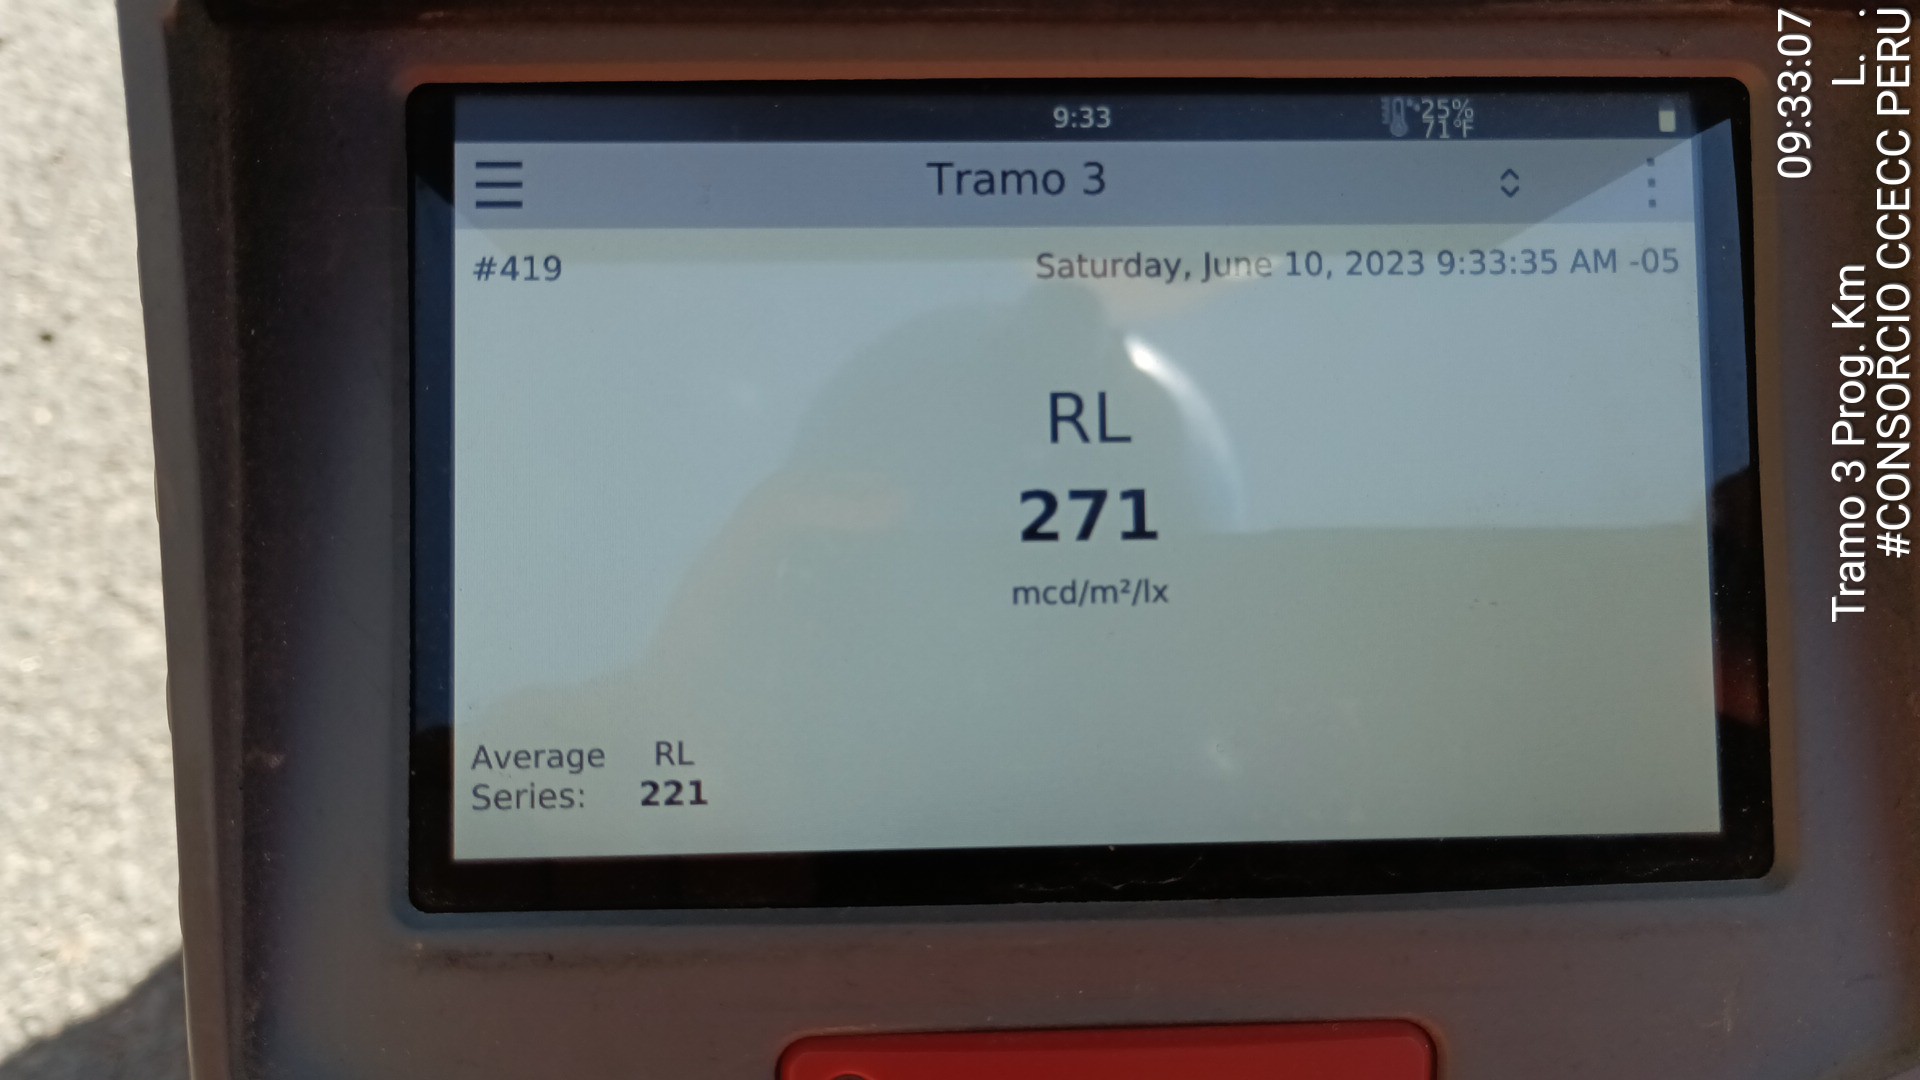 9:33
25%
71°F
Tramo 3
#419
Saturday, June 10, 2023 9:33:35 AM -05
RL
271
mcd/m²/lx
Average RL
Series: 221
09:33:07
Tramo 3 Prog. Km L. .
#CONSORCIO CCECC PERU